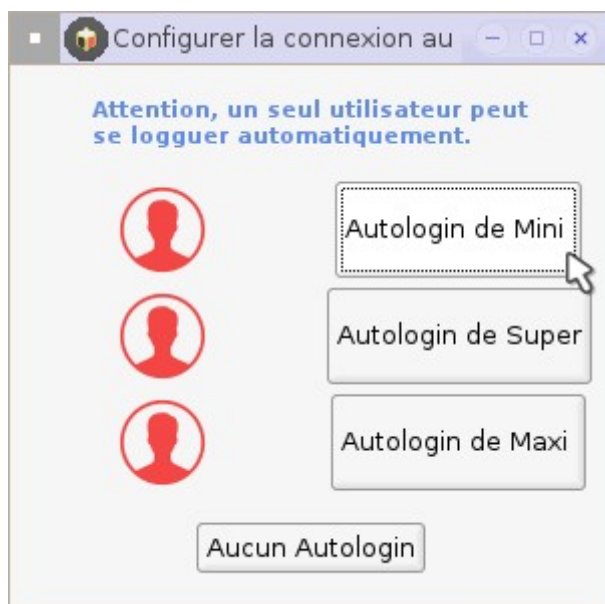 Configurer la connexion au
Attention, un seul utilisateur peut
se logguer automatiquement.
Autologin de Mini
Autologin de Super
Autologin de Maxi
Aucun Autologin